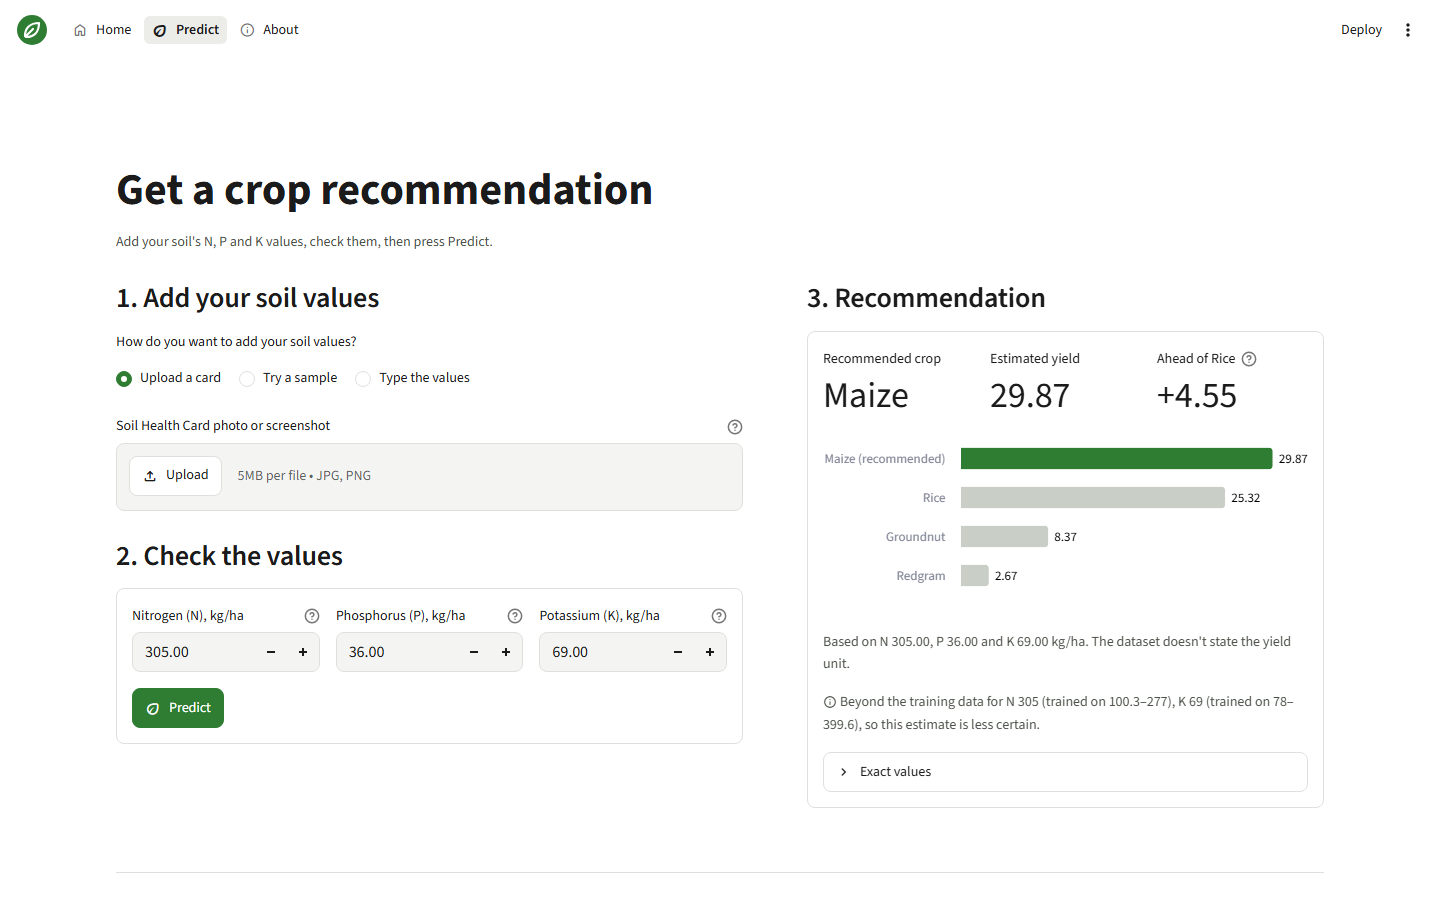 Home
Predict
About
Deploy
Get a crop recommendation
Add your soil's N, P and K values, check them, then press Predict.
1. Add your soil values
How do you want to add your soil values?
Upload a card
Try a sample
Type the values
Soil Health Card photo or screenshot
Upload
5MB per file • JPG, PNG
2. Check the values
Nitrogen (N), kg/ha
Phosphorus (P), kg/ha
Potassium (K), kg/ha
305.00
36.00
69.00
Predict
3. Recommendation
Recommended crop
Estimated yield
Ahead of Rice
Maize
29.87
+4.55
Maize (recommended) 29.87
Rice 25.32
Groundnut 8.37
Redgram 2.67
Based on N 305.00, P 36.00 and K 69.00 kg/ha. The dataset doesn't state the yield
unit.
Beyond the training data for N 305 (trained on 100.3–277), K 69 (trained on 78–
399.6), so this estimate is less certain.
Exact values